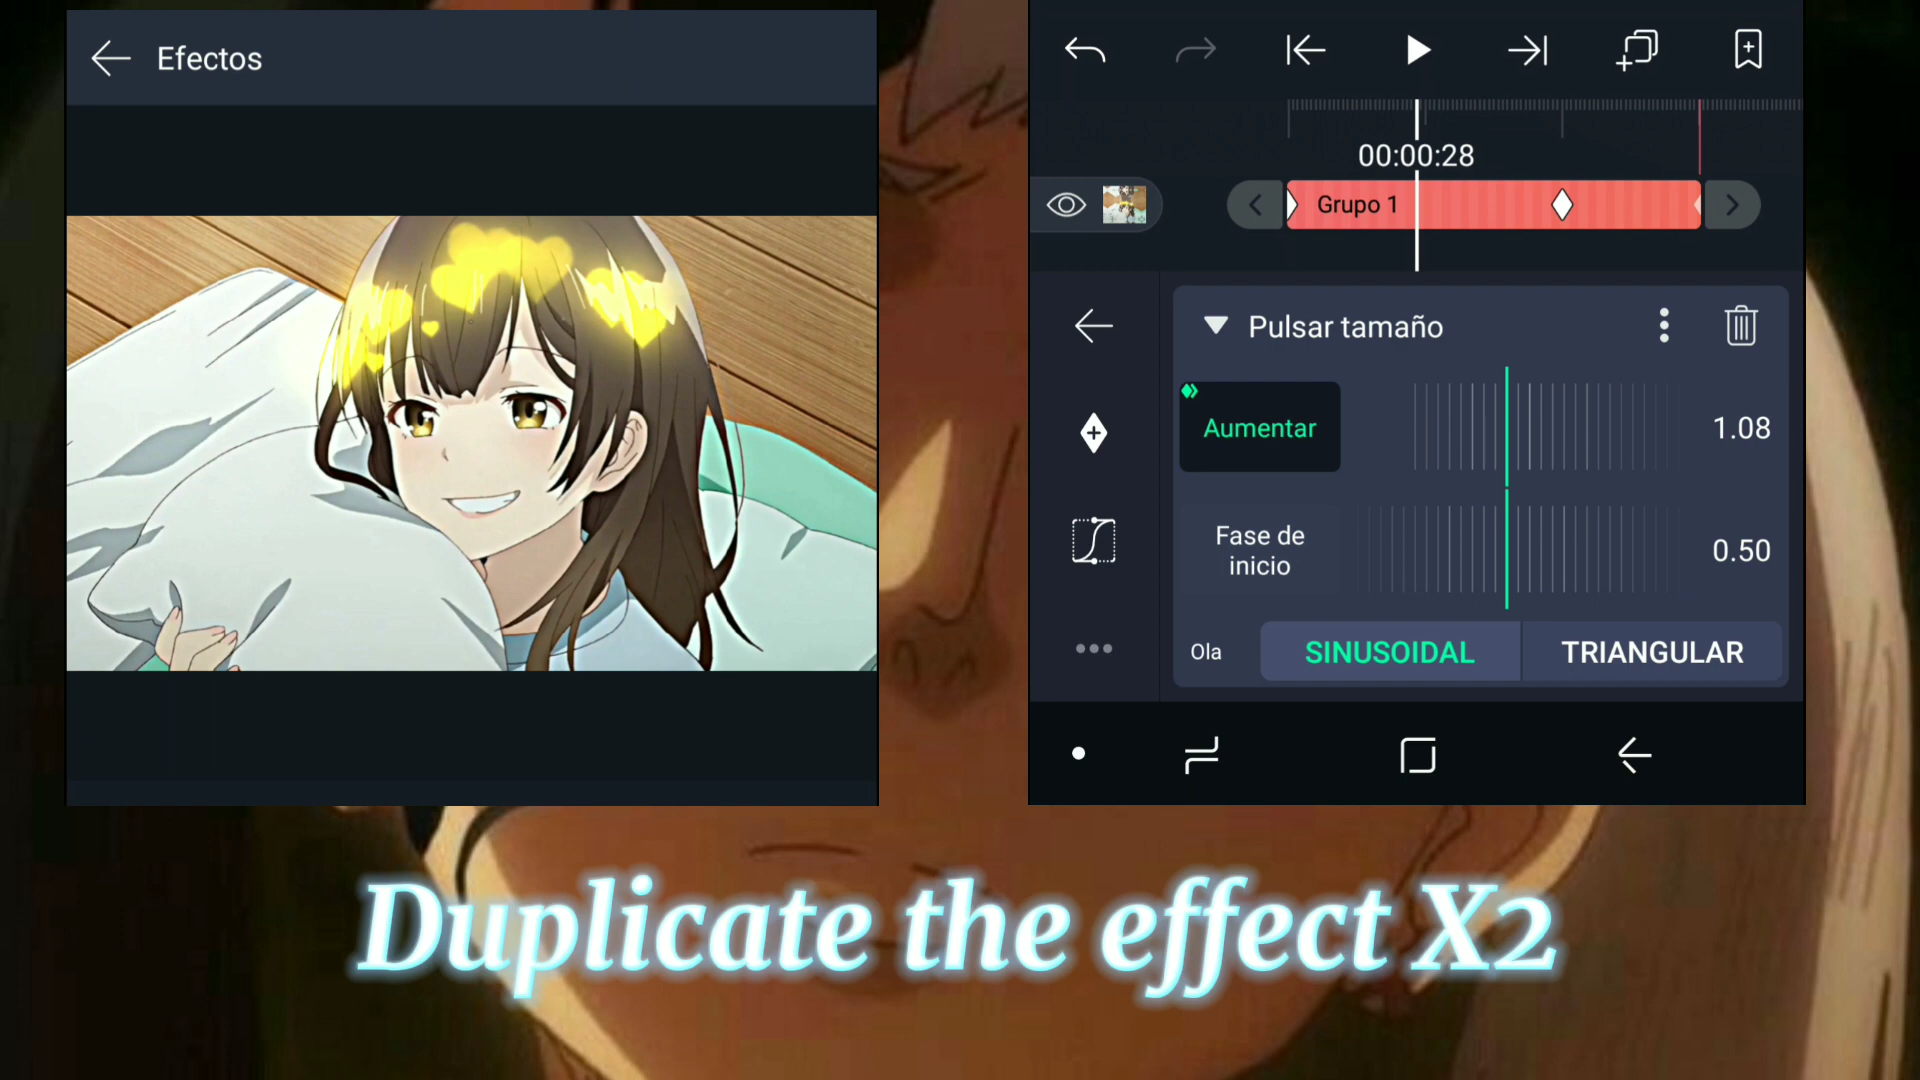 Efectos
00:00:28
Grupo 1
Pulsar tamaño
Aumentar
1.08
Fase de
inicio
0.50
Ola
SINUSOIDAL
TRIANGULAR
Duplicate the effect X2